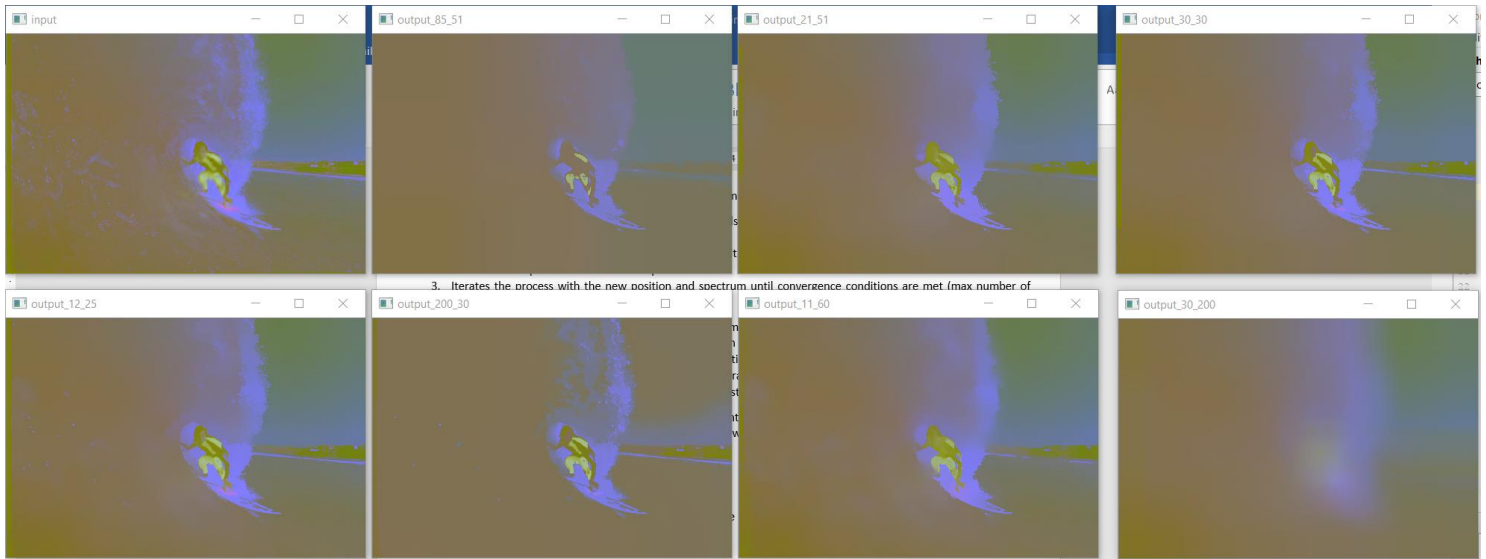 input
output_85_51
output_21_51
output_30_30
output_12_25
output_200_30
output_11_60
output_30_200
3. Iterates the process with the new position and spectrum until convergence conditions are met (max number of
22